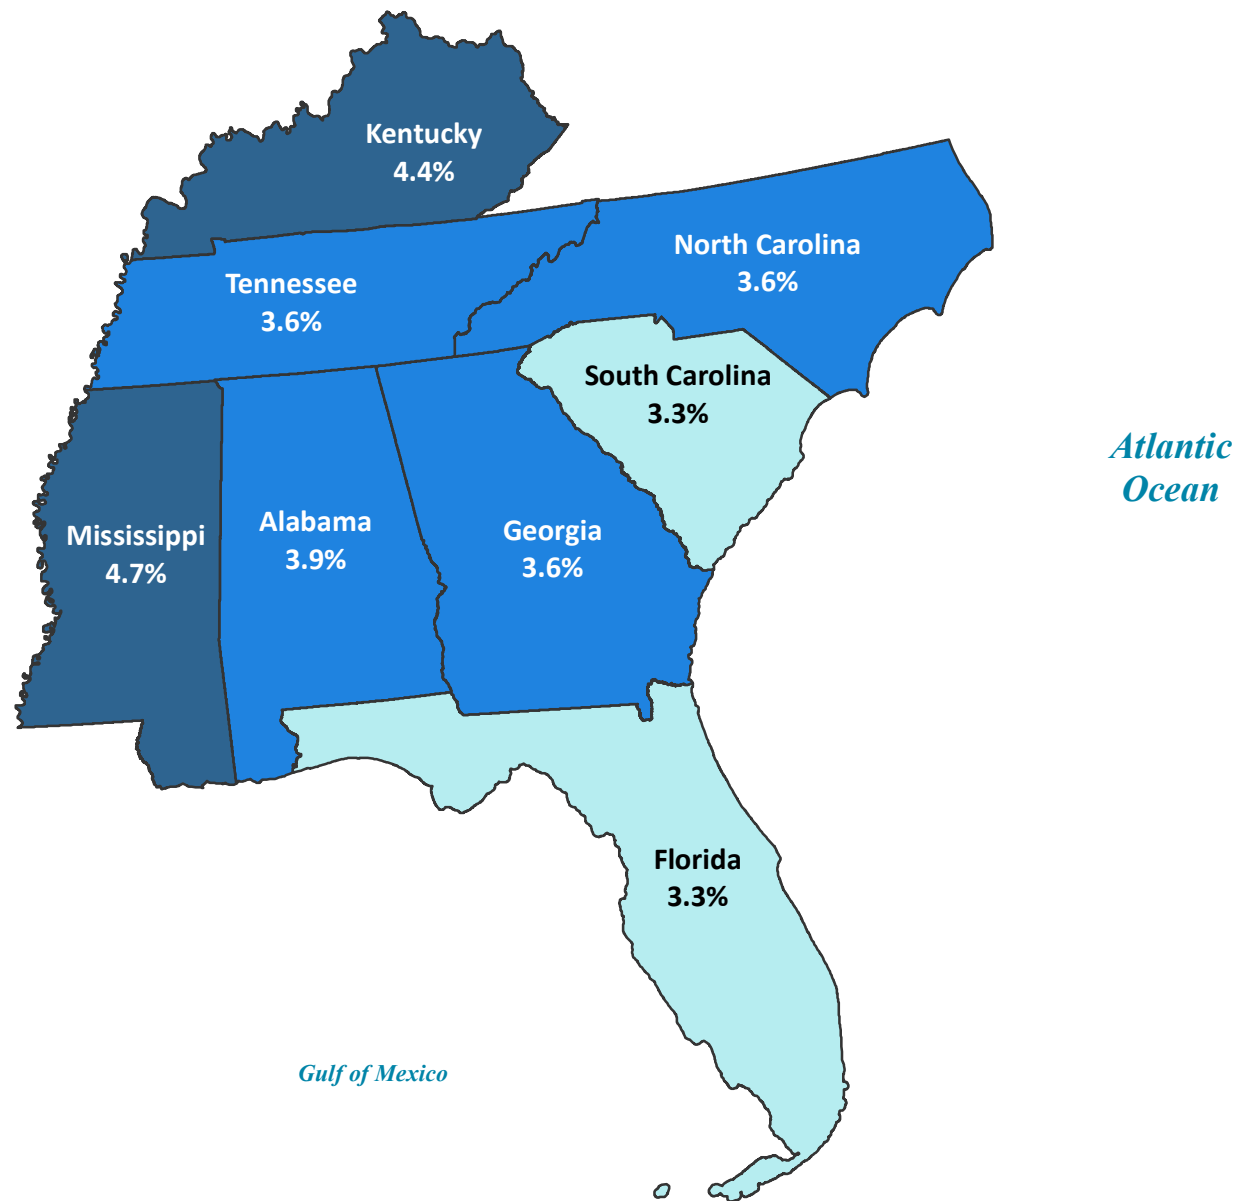 Kentucky
4.4%
North Carolina
3.6%
Tennessee
3.6%
South Carolina
3.3%
Atlantic
Ocean
Mississippi
4.7%
Alabama
3.9%
Georgia
3.6%
Florida
3.3%
Gulf of Mexico